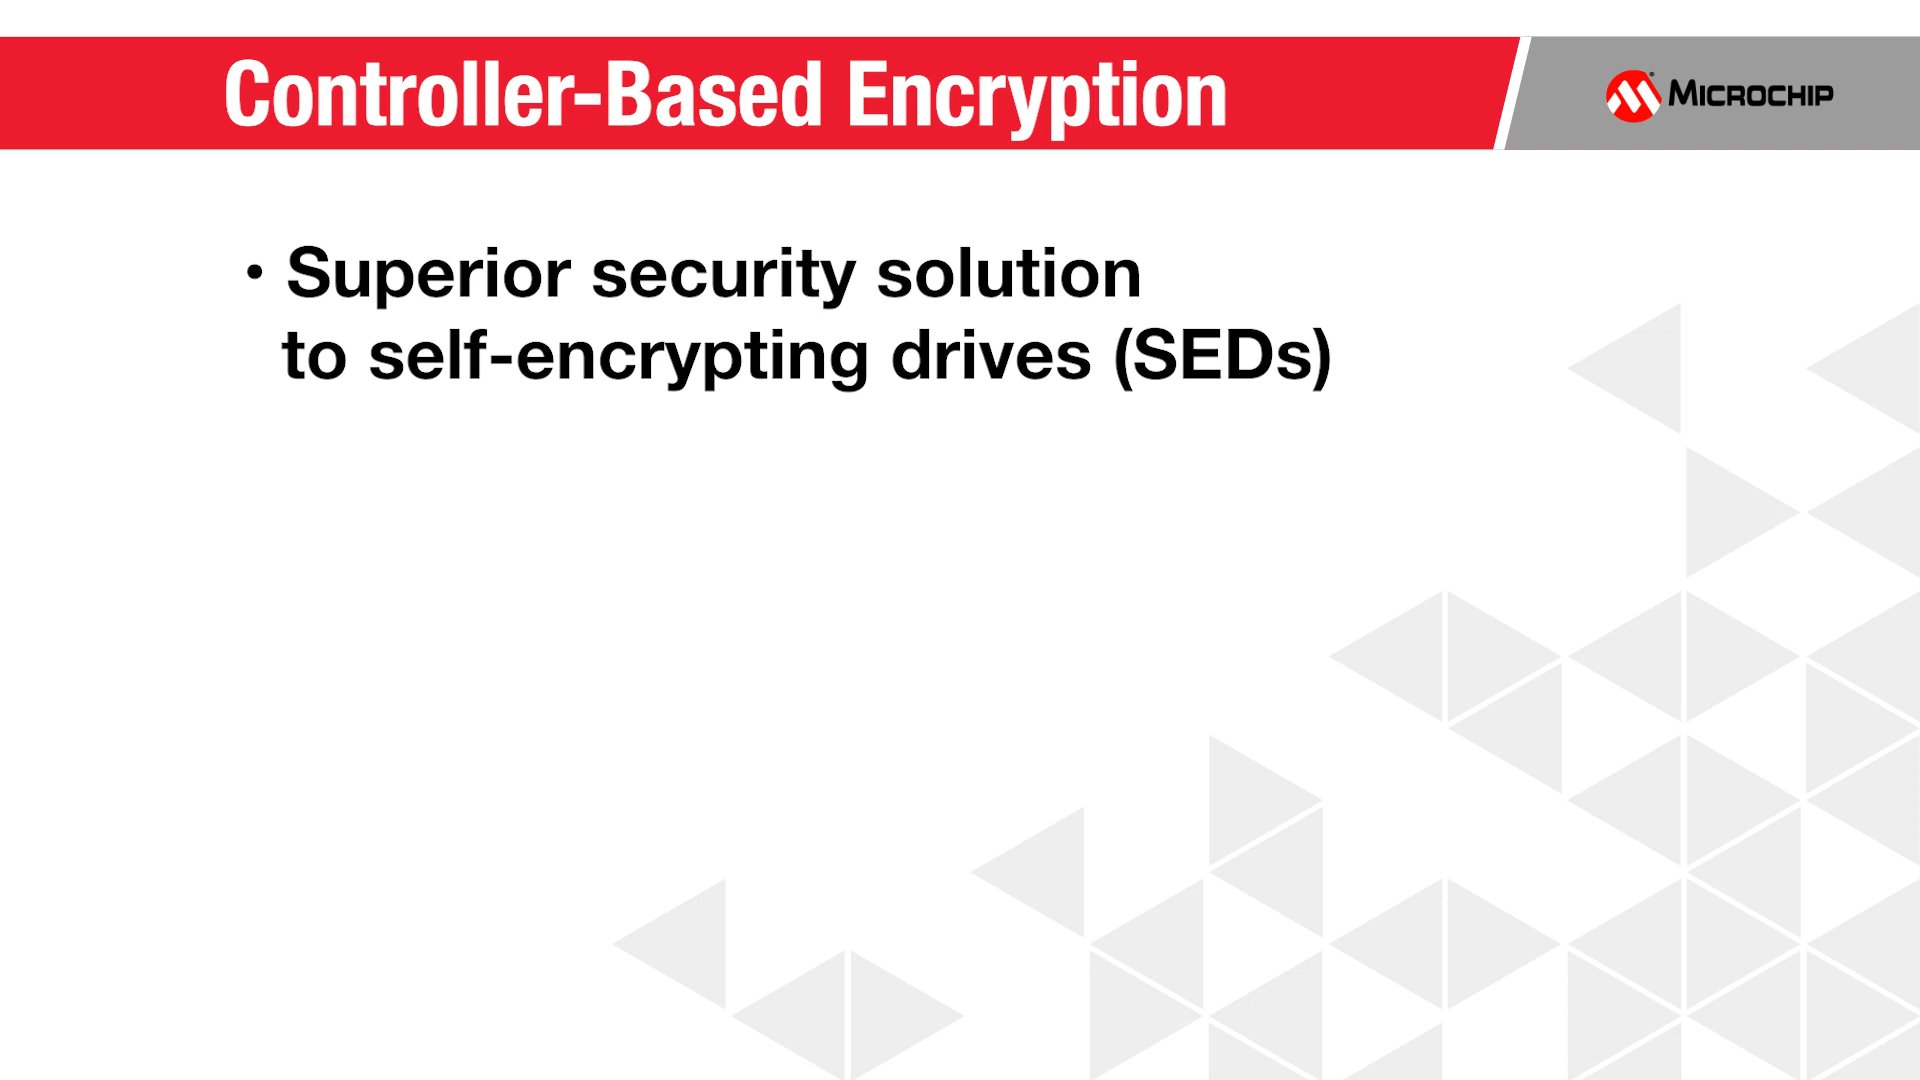 Controller-Based Encryption
MICROCHIP
• Superior security solution
to self-encrypting drives (SEDs)